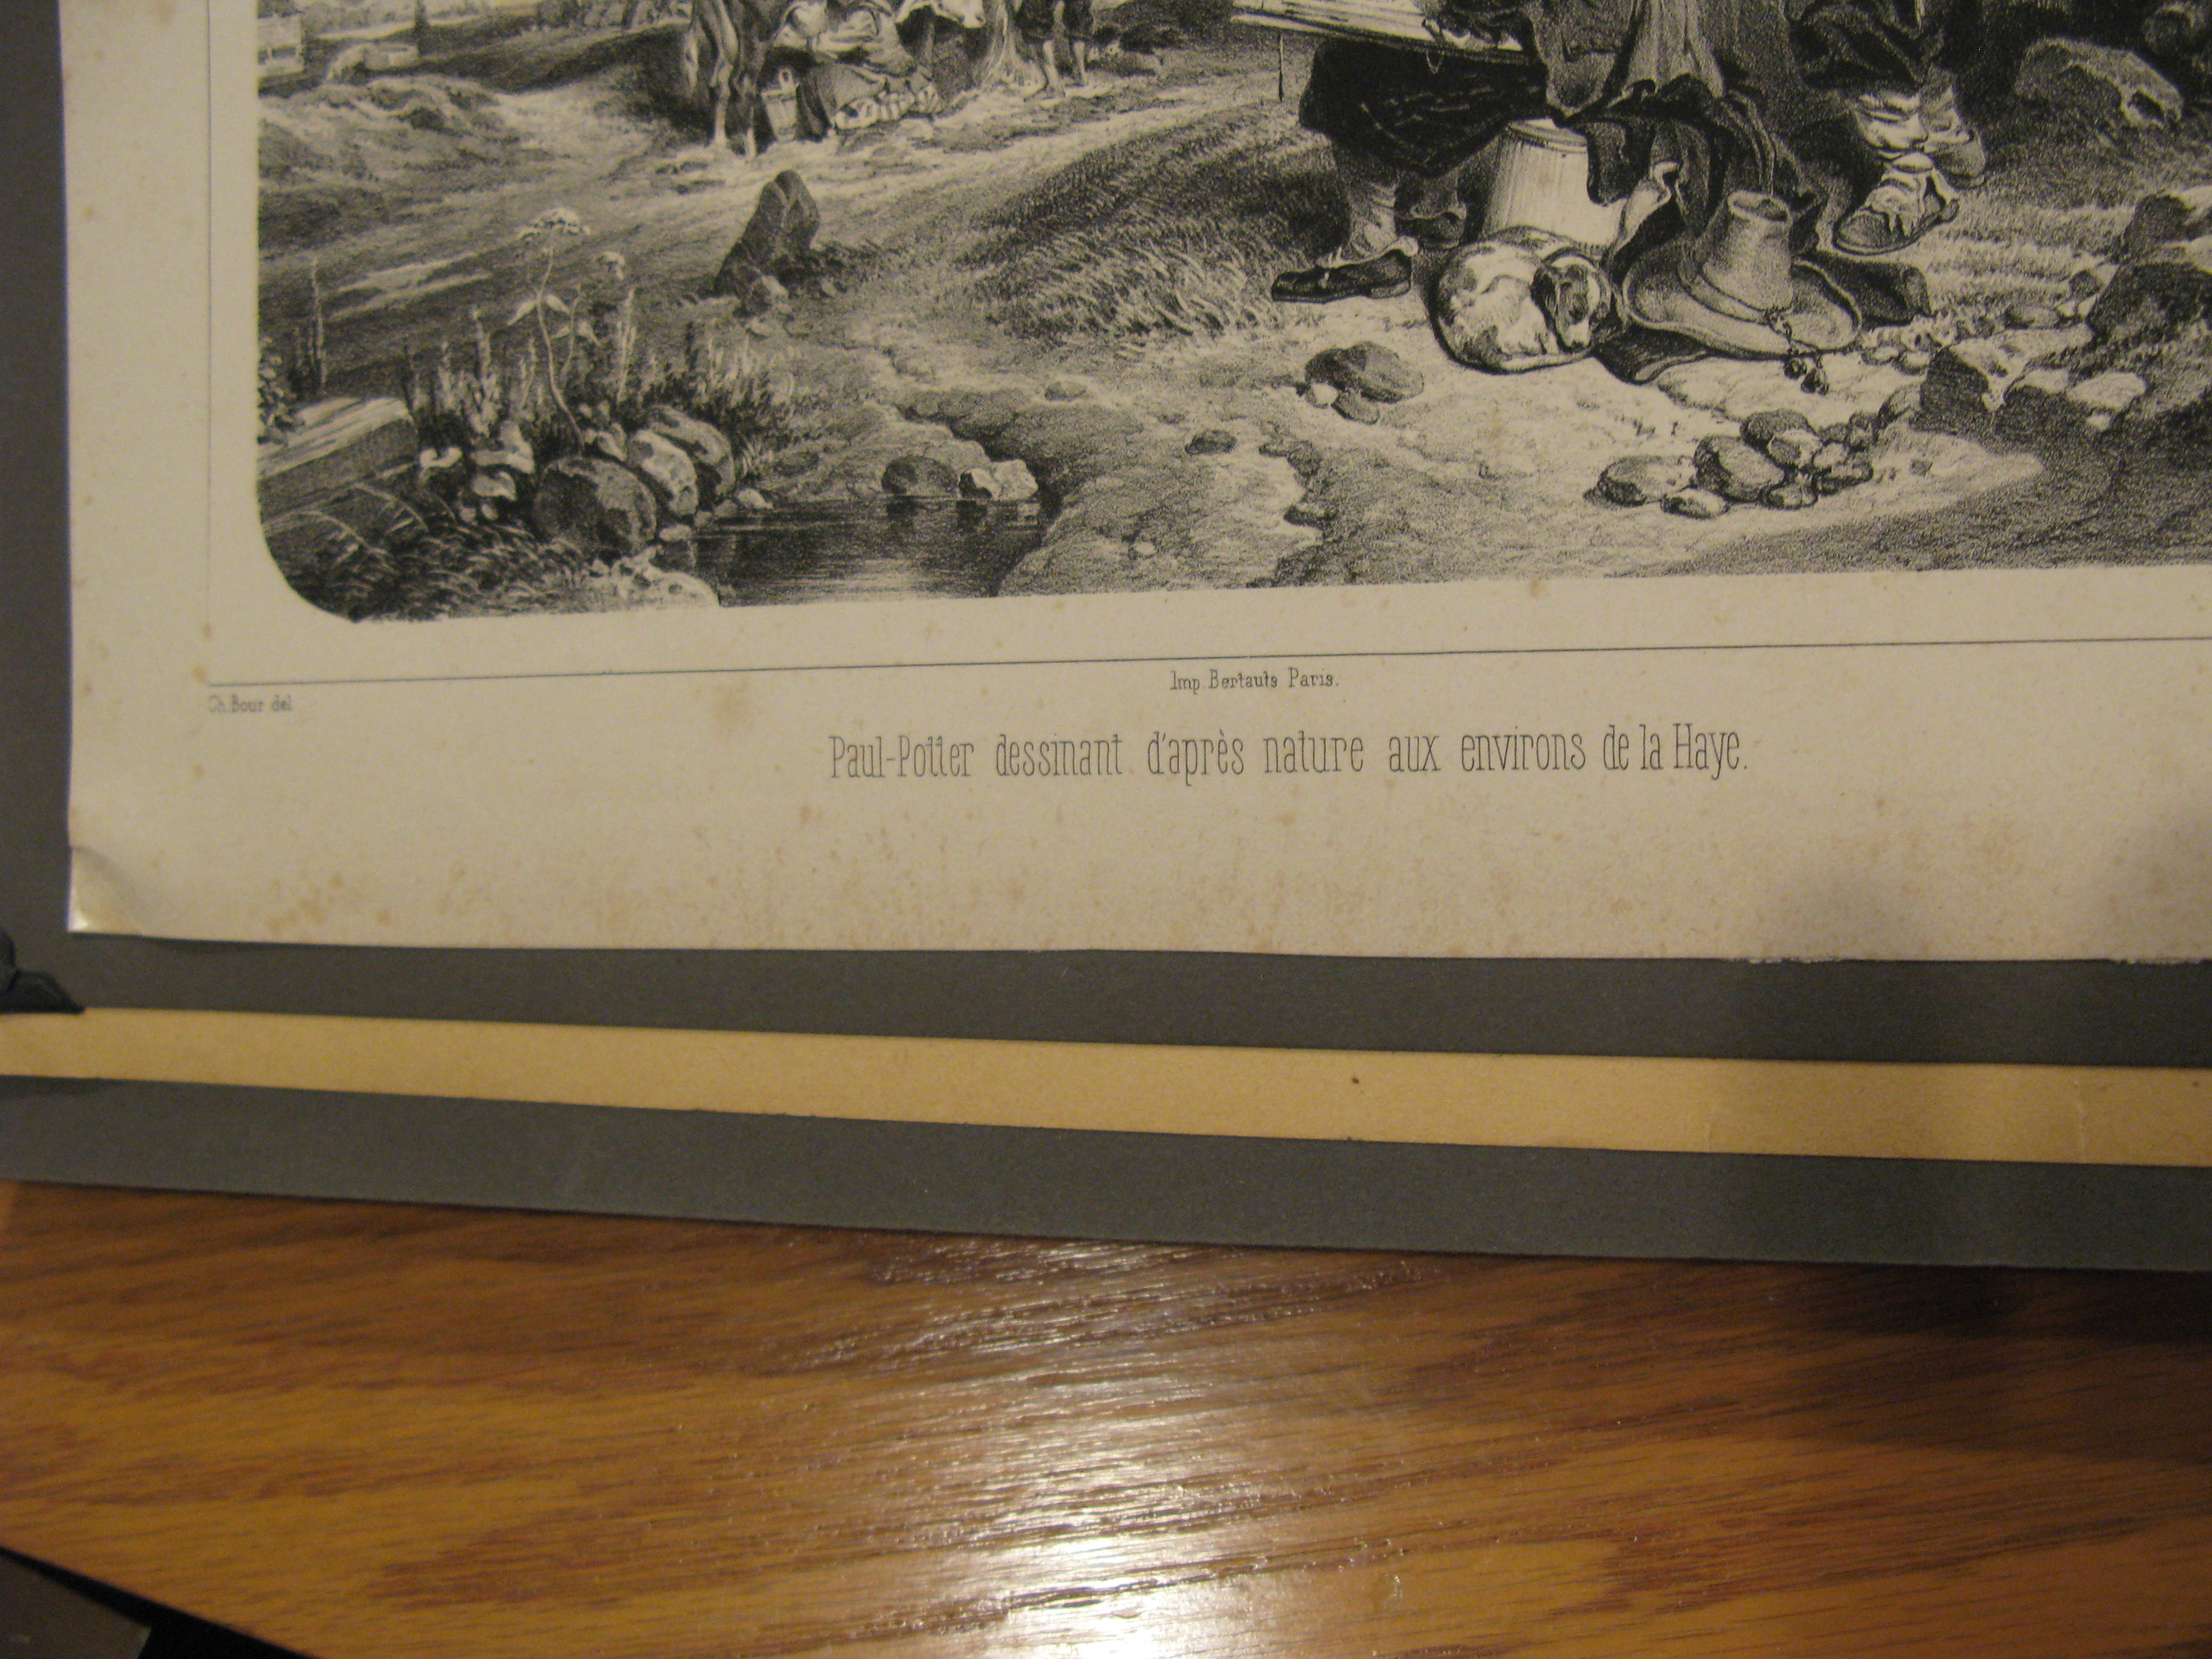 Ch. Bour del.
Imp Bertauts Paris.
Paul-Potter dessinant d'après nature aux environs de la Haye.